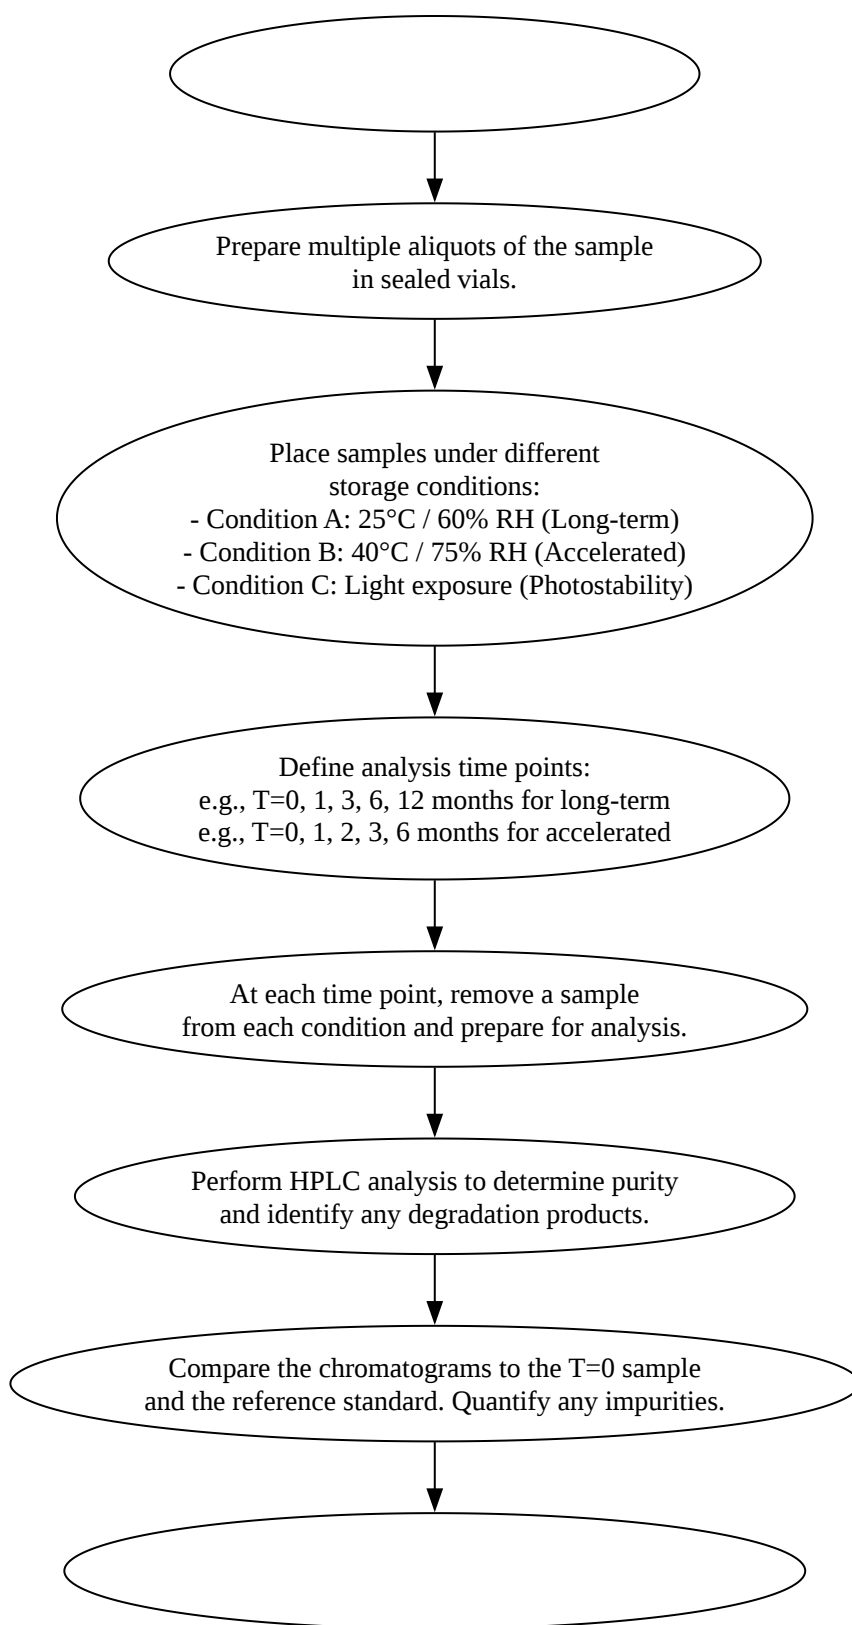 Prepare multiple aliquots of the sample
in sealed vials.
Place samples under different
storage conditions:
- Condition A: 25°C / 60% RH (Long-term)
- Condition B: 40°C / 75% RH (Accelerated)
- Condition C: Light exposure (Photostability)
Define analysis time points:
e.g., T=0, 1, 3, 6, 12 months for long-term
e.g., T=0, 1, 2, 3, 6 months for accelerated
At each time point, remove a sample
from each condition and prepare for analysis.
Perform HPLC analysis to determine purity
and identify any degradation products.
Compare the chromatograms to the T=0 sample
and the reference standard. Quantify any impurities.